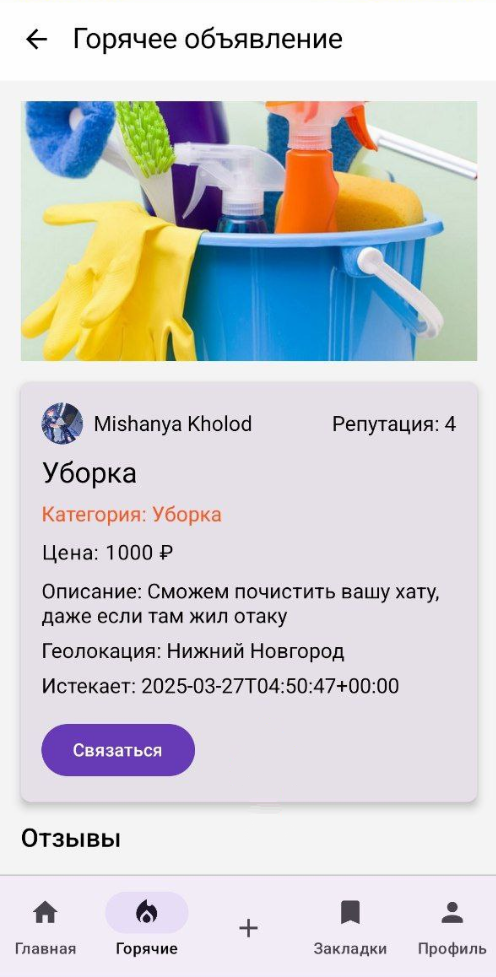 Горячее объявление
Mishanya Kholod
Репутация: 4
Уборка
Категория: Уборка
Цена: 1000 ₽
Описание: Сможем почистить вашу хату,
даже если там жил отаку
Геолокация: Нижний Новгород
Истекает: 2025-03-27T04:50:47+00:00
Связаться
Отзывы
Главная
Горячие
Закладки
Профиль